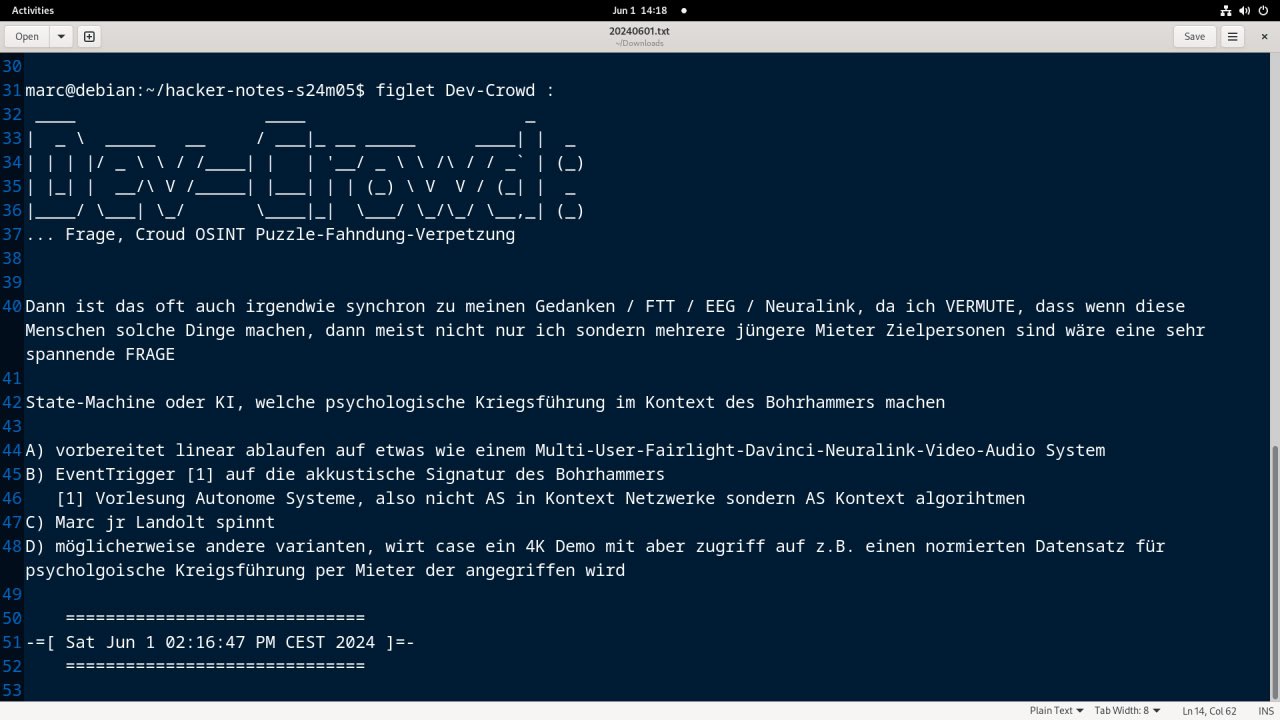 Activities
Jun 1 14:18
Open
20240601.txt
~/Downloads
Save
30
31 marc@debian:~/hacker-notes-s24m05$ figlet Dev-Crowd :
32  ____                   ____                      _
33 |  _ \  _____   __     / ___|_ __ _____      ____| |  _
34 | | | |/ _ \ \ / /____| |   | '__/ _ \ \ /\ / / _` | (_)
35 | |_| |  __/\ V /_____| |___| | | (_) \ V  V / (_| |  _
36 |____/ \___| \_/       \____|_|  \___/ \_/\_/ \__,_| (_)
37 ... Frage, Croud OSINT Puzzle-Fahndung-Verpetzung
38
39
40 Dann ist das oft auch irgendwie synchron zu meinen Gedanken / FTT / EEG / Neuralink, da ich VERMUTE, dass wenn diese
Menschen solche Dinge machen, dann meist nicht nur ich sondern mehrere jüngere Mieter Zielpersonen sind wäre eine sehr
spannende FRAGE
41
42 State-Machine oder KI, welche psychologische Kriegsführung im Kontext des Bohrhammers machen
43
44 A) vorbereitet linear ablaufen auf etwas wie einem Multi-User-Fairlight-Davinci-Neuralink-Video-Audio System
45 B) EventTrigger [1] auf die akkustische Signatur des Bohrhammers
46    [1] Vorlesung Autonome Systeme, also nicht AS in Kontext Netzwerke sondern AS Kontext algorihtmen
47 C) Marc jr Landolt spinnt
48 D) möglicherweise andere varianten, wirt case ein 4K Demo mit aber zugriff auf z.B. einen normierten Datensatz für
psycholgoische Kreigsführung per Mieter der angegriffen wird
49
50     ==============================
51 -=[ Sat Jun 1 02:16:47 PM CEST 2024 ]=-
52     ==============================
53
Plain Text
Tab Width: 8
Ln 14, Col 62
INS